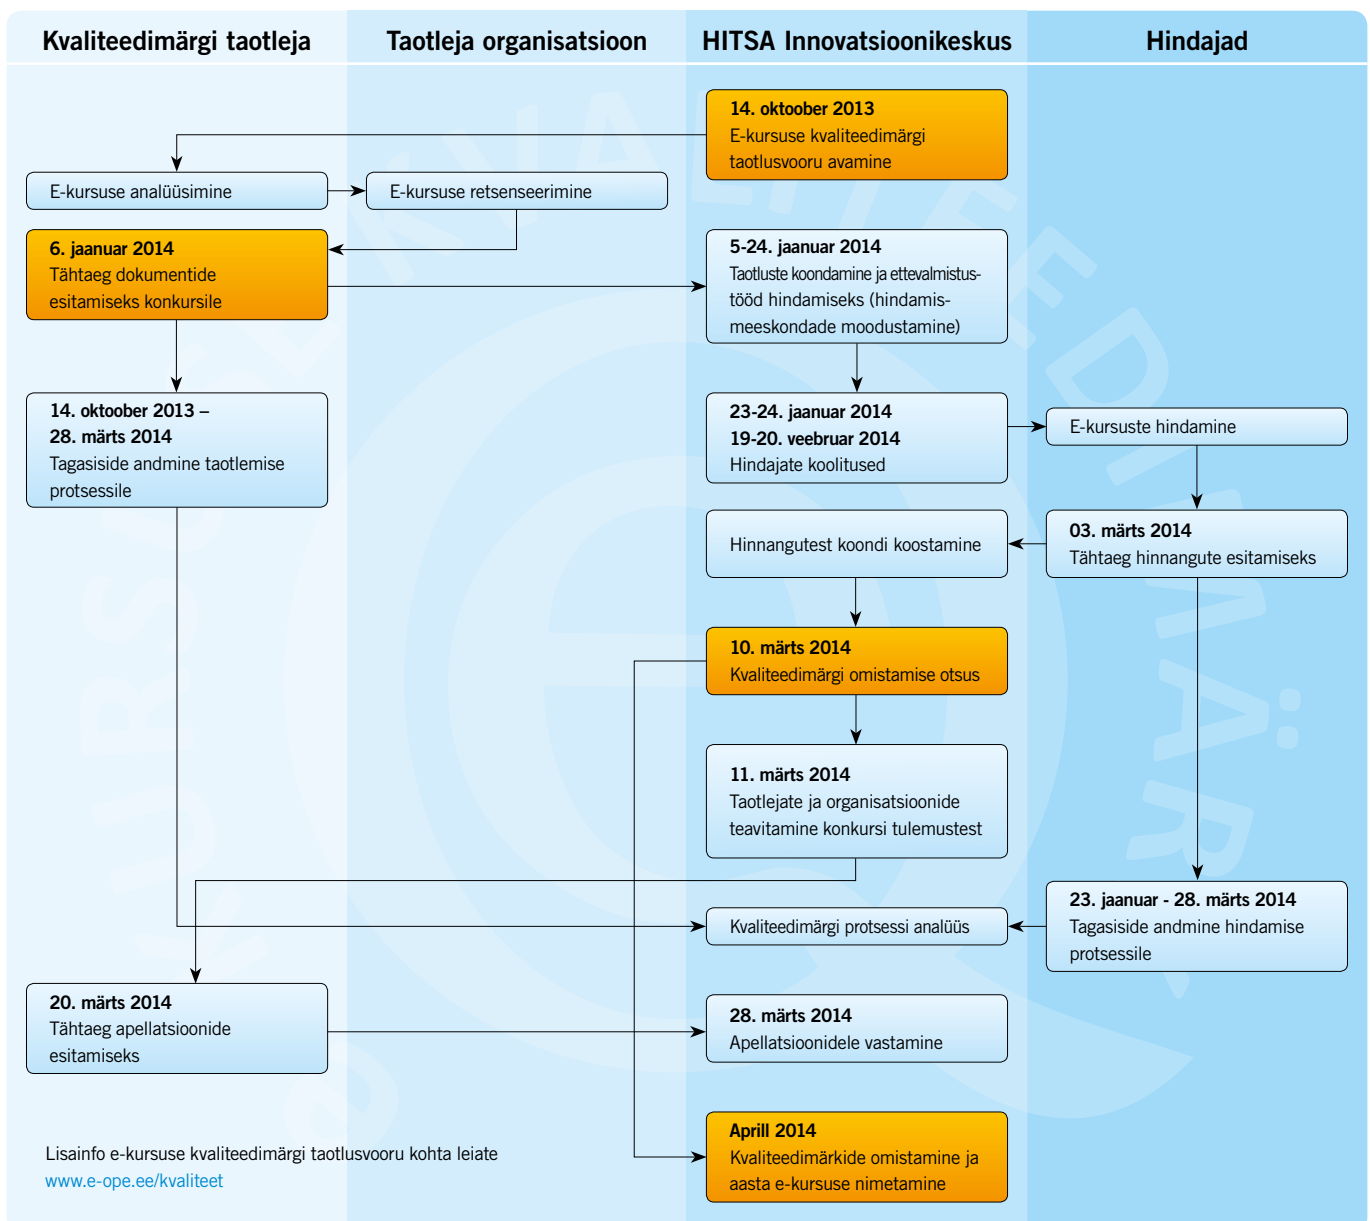 Kvaliteedimärgi taotleja
Taotleja organisatsioon
HITSA Innovatsioonikeskus
Hindajad
14. oktoober 2013
E-kursuse kvaliteedimärgi
taotlusvooru avamine
E-kursuse analüüsimine
E-kursuse retsenseerimine
6. jaanuar 2014
Tähtaeg dokumentide
esitamiseks konkursile
5-24. jaanuar 2014
Taotluste koondamine ja ettevalmistus-
tööd hindamiseks (hindamis-
meeskondade moodustamine)
14. oktoober 2013 –
28. märts 2014
Tagasiside andmine taotlemise
protsessile
23-24. jaanuar 2014
19-20. veebruar 2014
Hindajate koolitused
E-kursuste hindamine
Hinnangutest koondi koostamine
03. märts 2014
Tähtaeg hinnangute esitamiseks
10. märts 2014
Kvaliteedimärgi omistamise otsus
11. märts 2014
Taotlejate ja organisatsioonide
teavitamine konkursi tulemustest
Kvaliteedimärgi protsessi analüüs
23. jaanuar - 28. märts 2014
Tagasiside andmine hindamise
protsessile
20. märts 2014
Tähtaeg apellatsioonide
esitamiseks
28. märts 2014
Apellatsioonidele vastamine
Aprill 2014
Kvaliteedimärkide omistamine ja
aasta e-kursuse nimetamine
Lisainfo e-kursuse kvaliteedimärgi taotlusvooru kohta leiate
www.e-ope.ee/kvaliteet